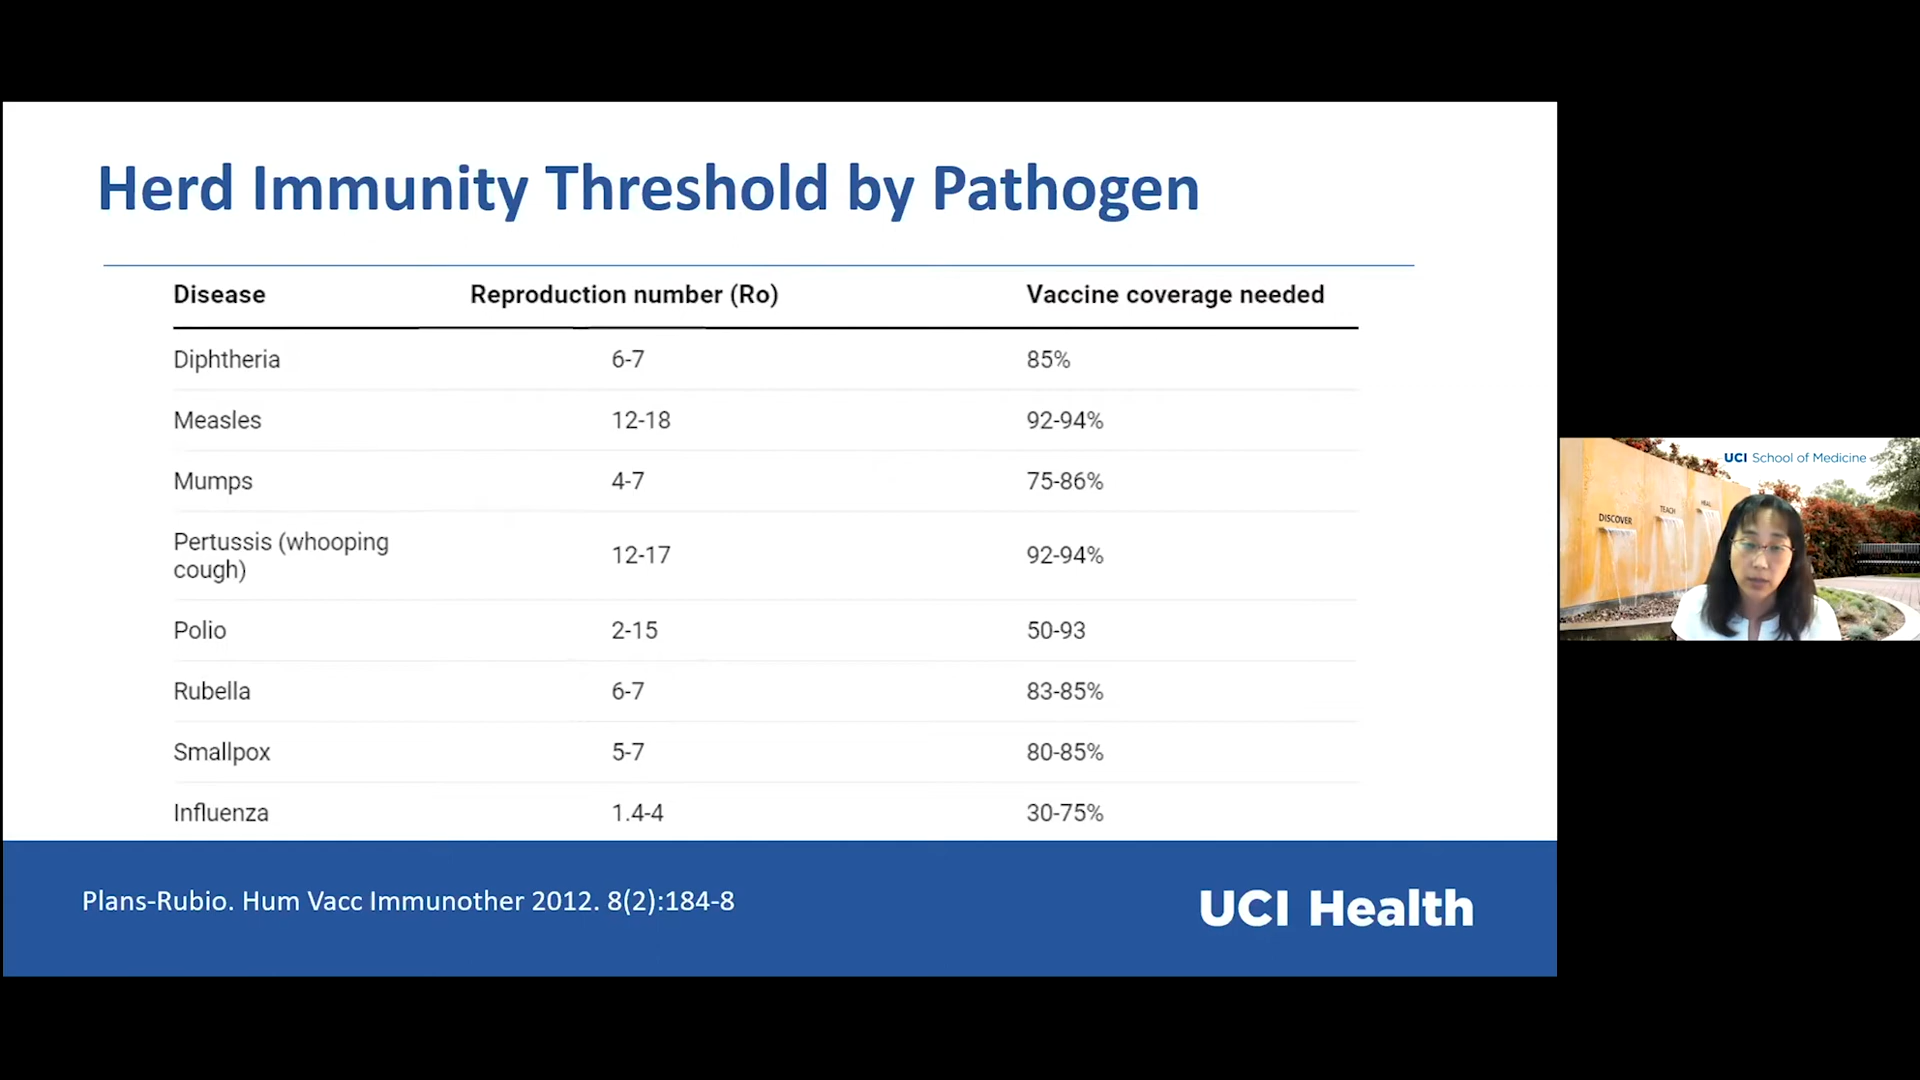 Herd Immunity Threshold by Pathogen
Disease Reproduction number (Ro) Vaccine coverage needed
Diphtheria 6-7 85%
Measles 12-18 92-94%
Mumps 4-7 75-86%
Pertussis (whooping
cough) 12-17 92-94%
Polio 2-15 50-93
Rubella 6-7 83-85%
Smallpox 5-7 80-85%
Influenza 1.4-4 30-75%
Plans-Rubio. Hum Vacc Immunother 2012. 8(2):184-8
UCI Health
UCI School of Medicine
DISCOVER
TEACH
HEAL